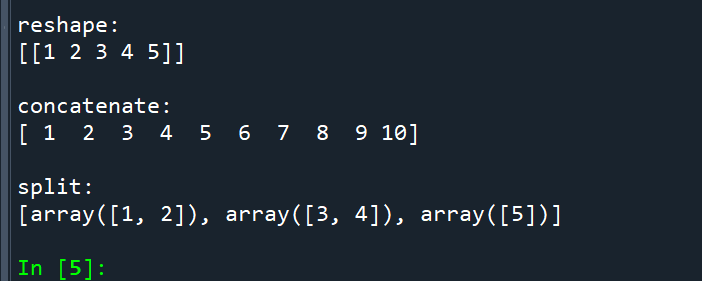 reshape:
[[1 2 3 4 5]]
concatenate:
[ 1  2  3  4  5  6  7  8  9 10]
split:
[array([1, 2]), array([3, 4]), array([5])]
In [5]: